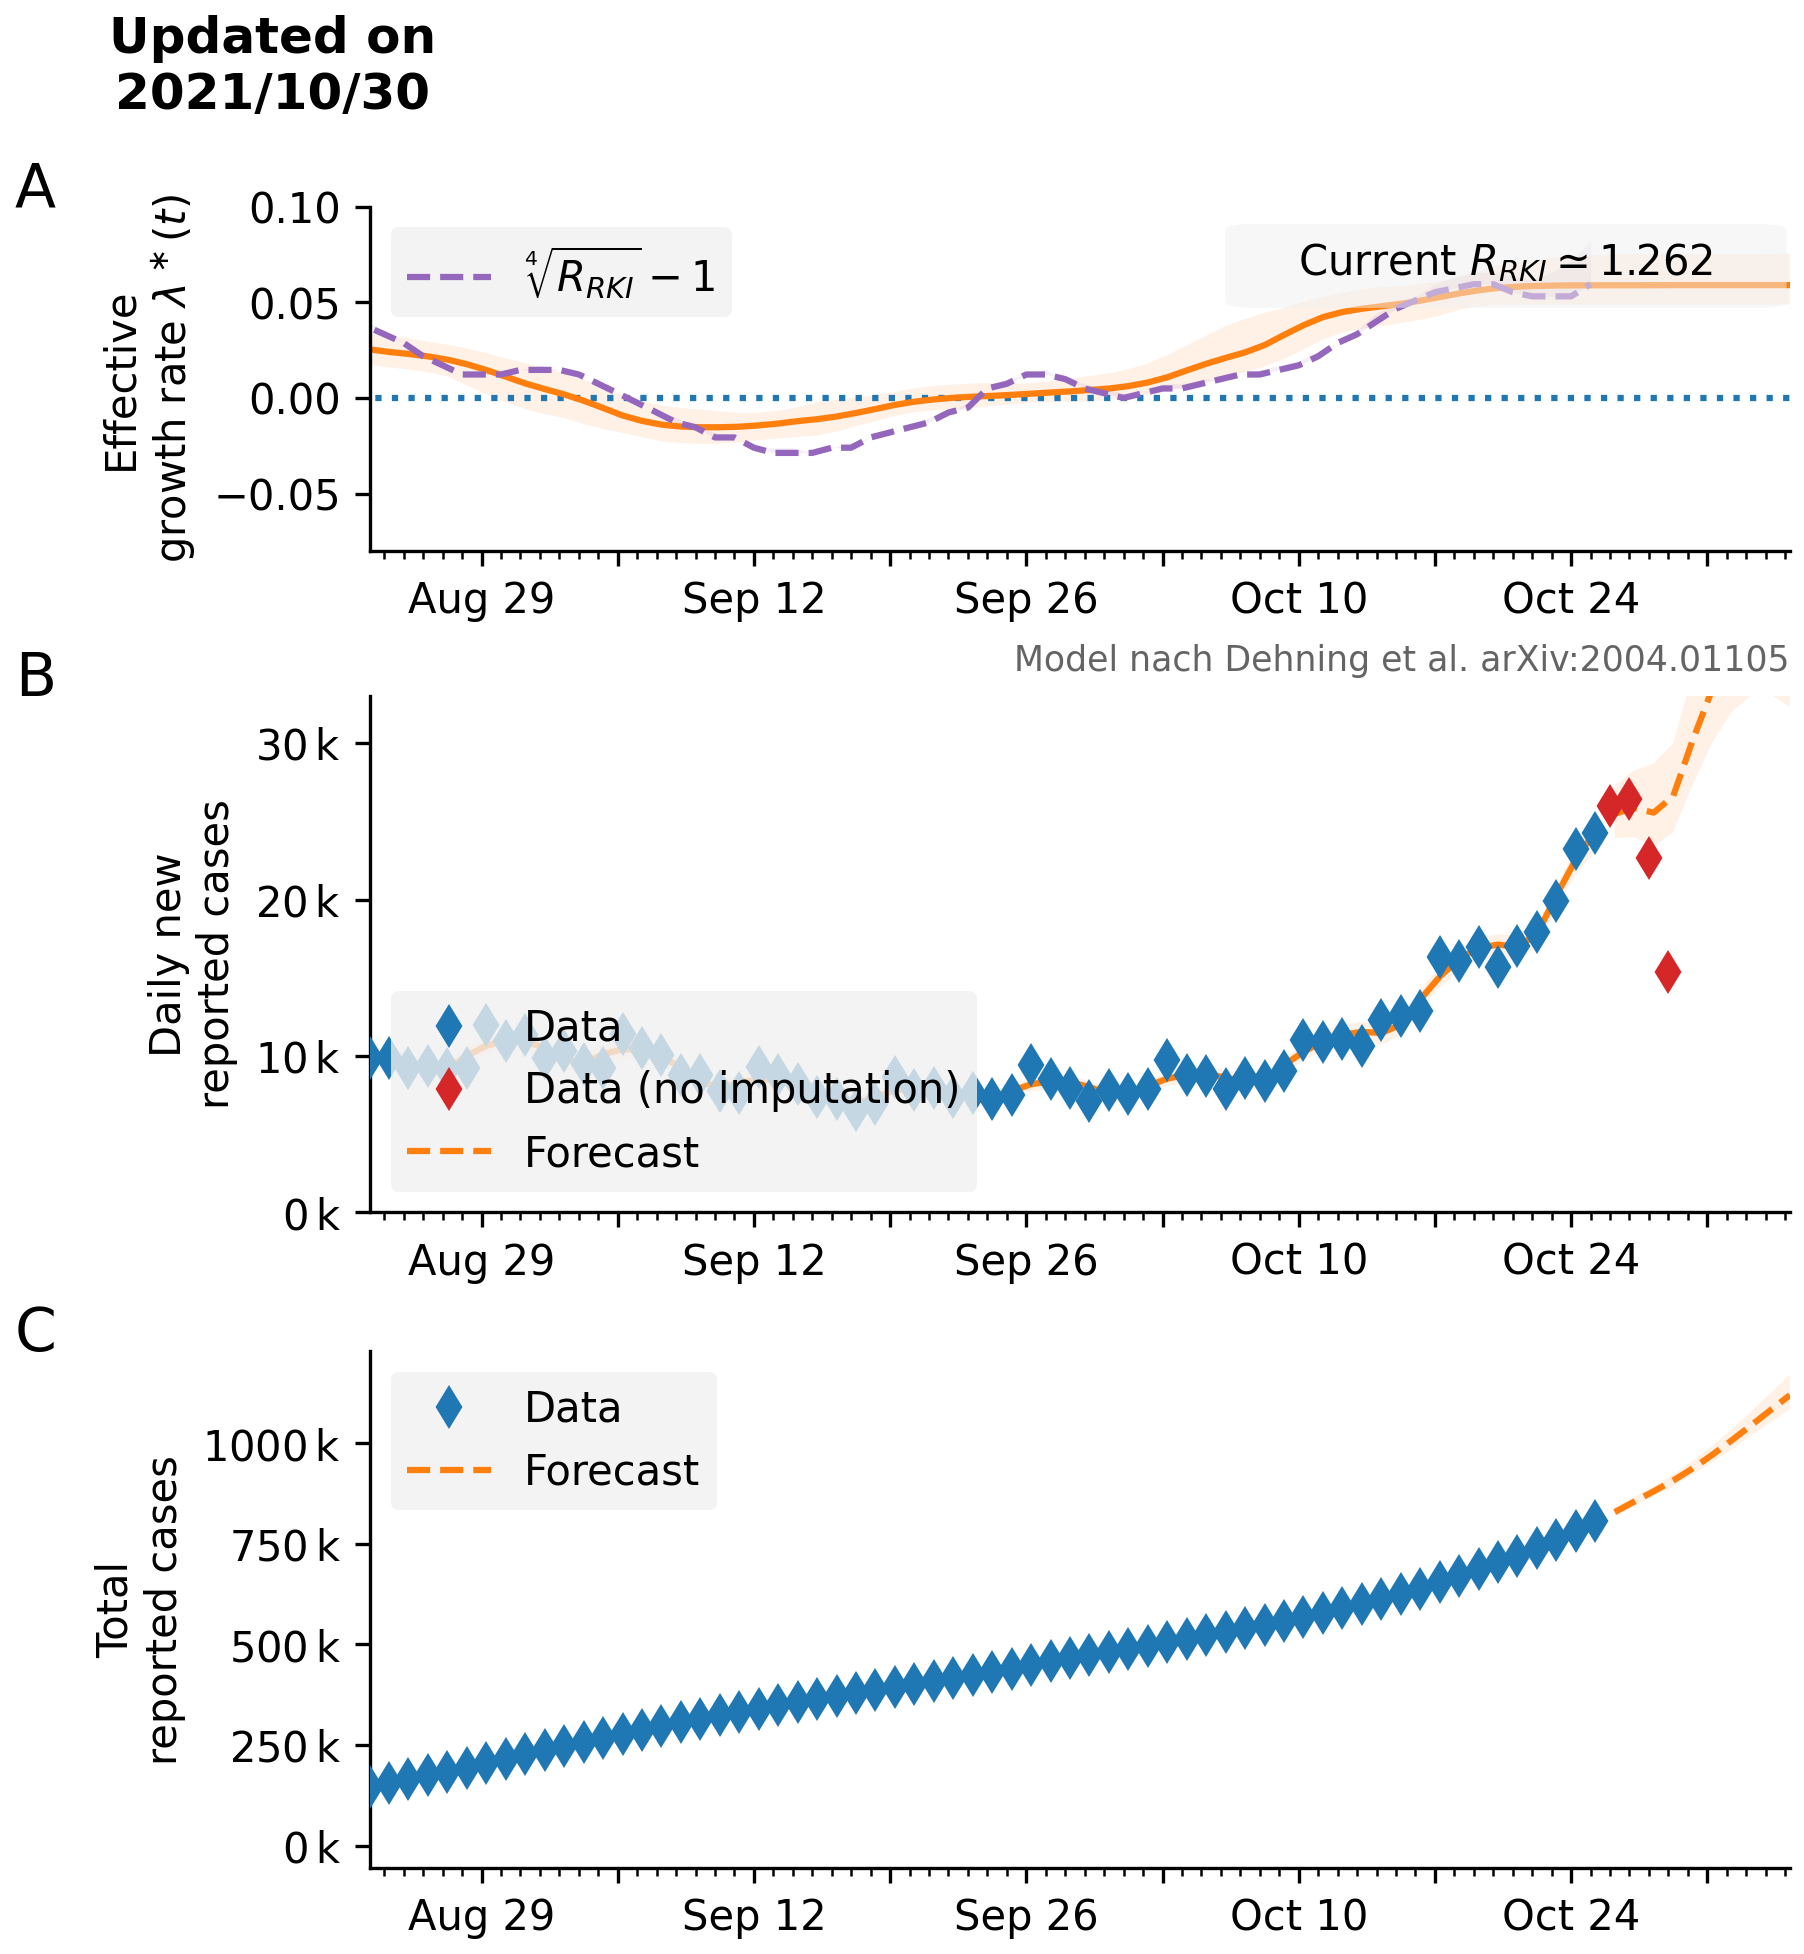 Updated on
2021/10/30
A
Effective
growth rate λ * (t)
0.10
0.05
0.00
−0.05
∜R_RKI − 1
Current R_RKI ≃ 1.262
Aug 29
Sep 12
Sep 26
Oct 10
Oct 24
Model nach Dehning et al. arXiv:2004.01105
B
Daily new
reported cases
30 k
20 k
10 k
0 k
Data
Data (no imputation)
Forecast
Aug 29
Sep 12
Sep 26
Oct 10
Oct 24
C
Total
reported cases
1000 k
750 k
500 k
250 k
0 k
Data
Forecast
Aug 29
Sep 12
Sep 26
Oct 10
Oct 24